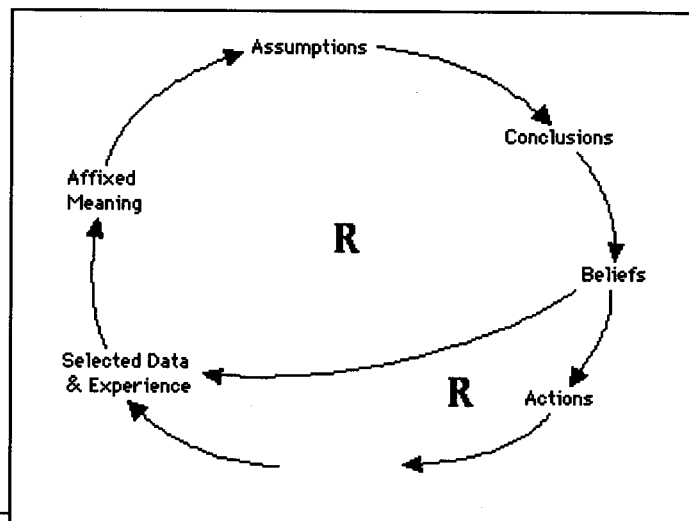 Assumptions
Conclusions
Affixed
Meaning
R
Beliefs
Selected Data
& Experience
R
Actions